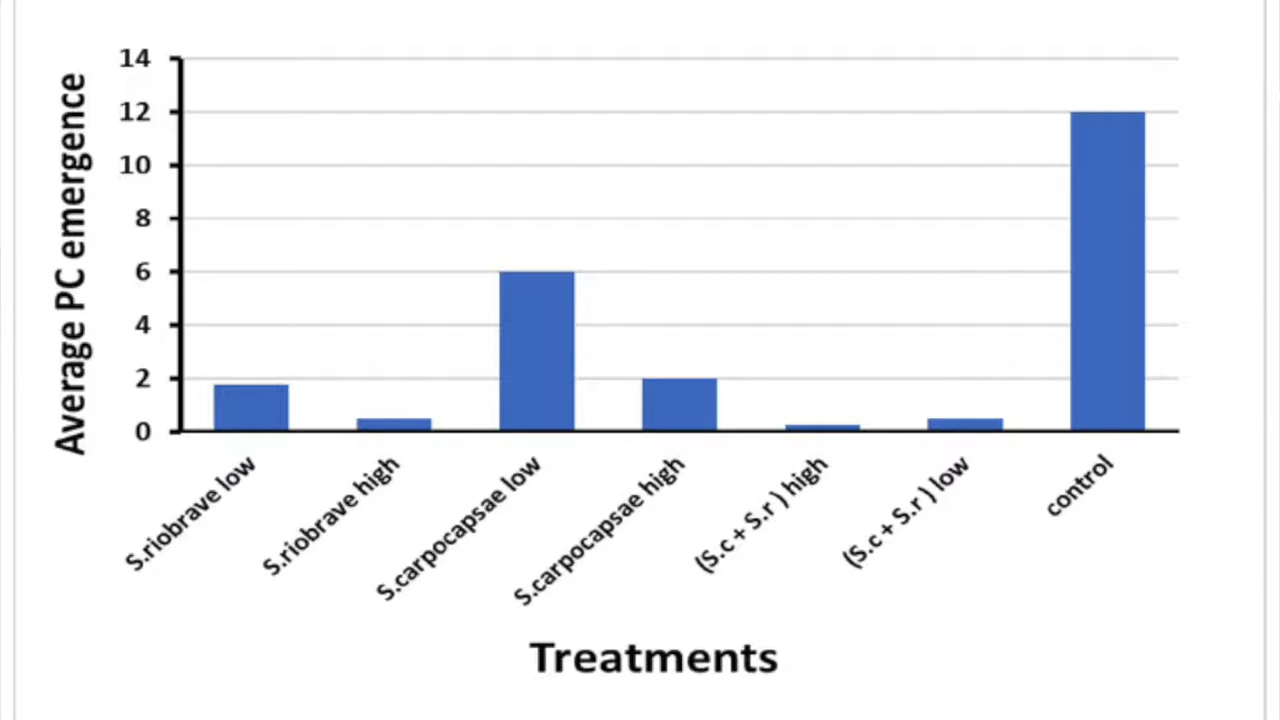 14
12
10
8
6
4
2
0
Average PC emergence
S.riobrave low
S.riobrave high
S.carpocapsae low
S.carpocapsae high
(S.c + S.r ) high
(S.c + S.r ) low
control
Treatments